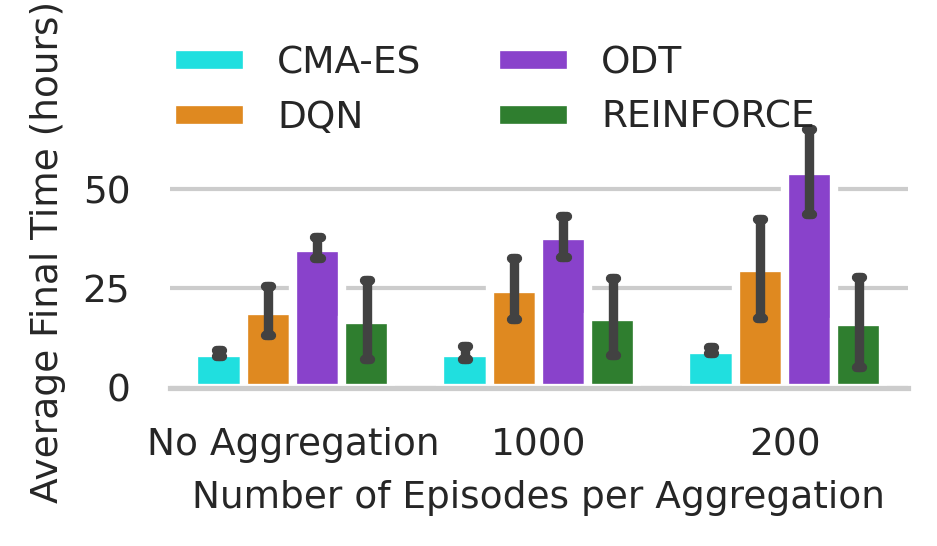 Average Final Time (hours)
CMA-ES
DQN
ODT
REINFORCE
50
25
0
No Aggregation 1000 200
Number of Episodes per Aggregation